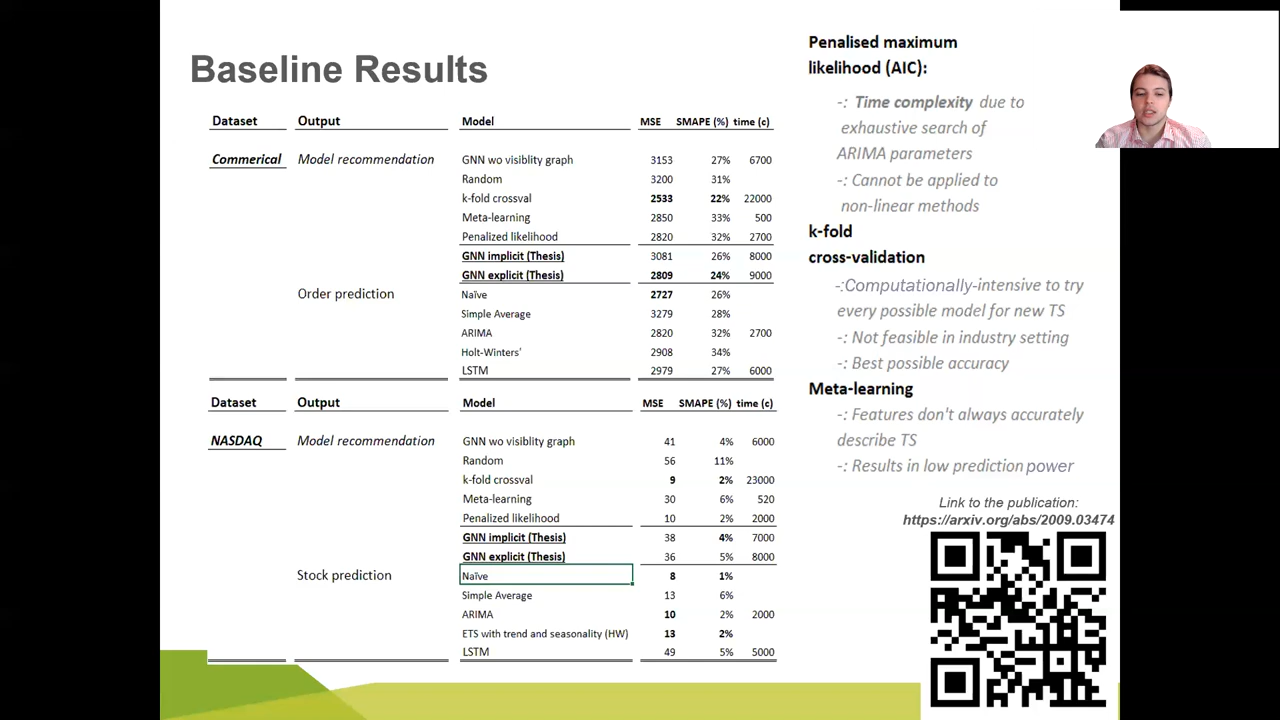 Baseline Results
Dataset Output Model MSE SMAPE (%) time (c)
Commerical Model recommendation GNN wo visiblity graph 3153 27% 6700
Random 3200 31%
k-fold crossval 2533 22% 22000
Meta-learning 2850 33% 500
Penalized likelihood 2820 32% 2700
GNN implicit (Thesis) 3081 26% 8000
GNN explicit (Thesis) 2809 24% 9000
Order prediction Naïve 2727 26%
Simple Average 3279 28%
ARIMA 2820 32% 2700
Holt-Winters' 2908 34%
LSTM 2979 27% 6000
Dataset Output Model MSE SMAPE (%) time (c)
NASDAQ Model recommendation GNN wo visiblity graph 41 4% 6000
Random 56 11%
k-fold crossval 9 2% 23000
Meta-learning 30 6% 520
Penalized likelihood 10 2% 2000
GNN implicit (Thesis) 38 4% 7000
GNN explicit (Thesis) 36 5% 8000
Stock prediction Naïve 8 1%
Simple Average 13 6%
ARIMA 10 2% 2000
ETS with trend and seasonality (HW) 13 2%
LSTM 49 5% 5000
Penalised maximum
likelihood (AIC):
-: Time complexity due to
exhaustive search of
ARIMA parameters
-: Cannot be applied to
non-linear methods
k-fold
cross-validation
-:Computationally-intensive to try
every possible model for new TS
-: Not feasible in industry setting
-: Best possible accuracy
Meta-learning
-: Features don't always accurately
describe TS
-: Results in low prediction power
Link to the publication:
https://arxiv.org/abs/2009.03474